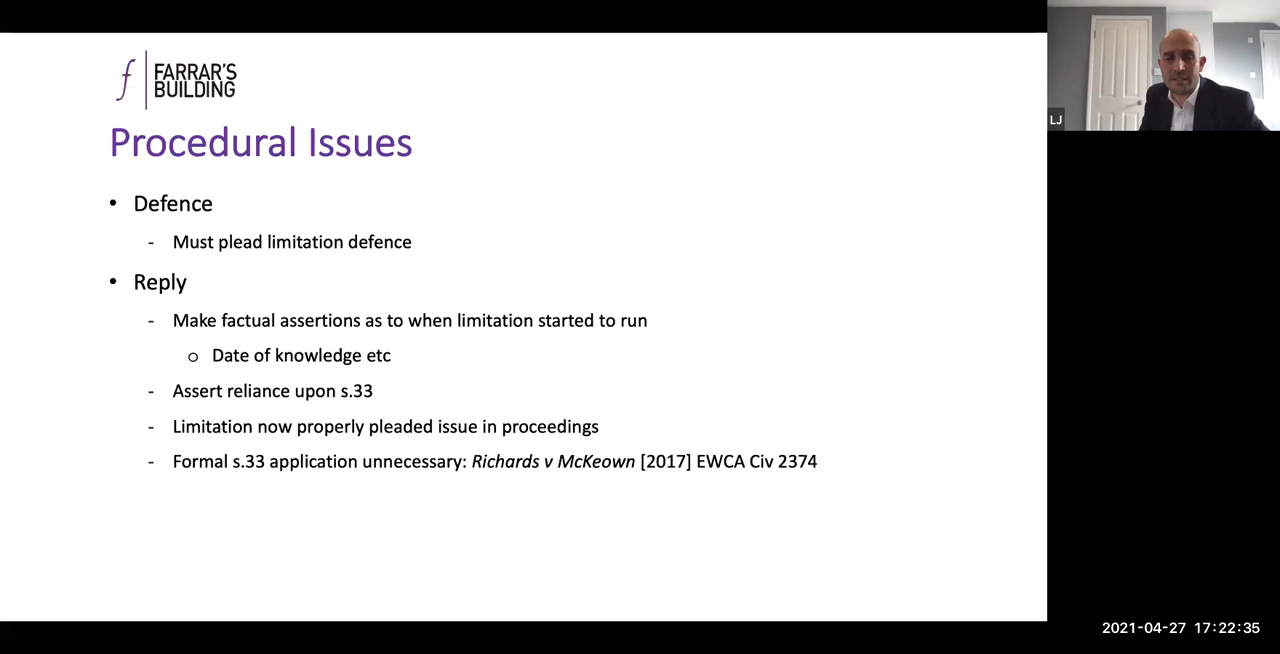 f FARRAR'S
BUILDING
Procedural Issues
• Defence
- Must plead limitation defence
• Reply
- Make factual assertions as to when limitation started to run
o Date of knowledge etc
- Assert reliance upon s.33
- Limitation now properly pleaded issue in proceedings
- Formal s.33 application unnecessary: Richards v McKeown [2017] EWCA Civ 2374
LJ
2021-04-27 17:22:35